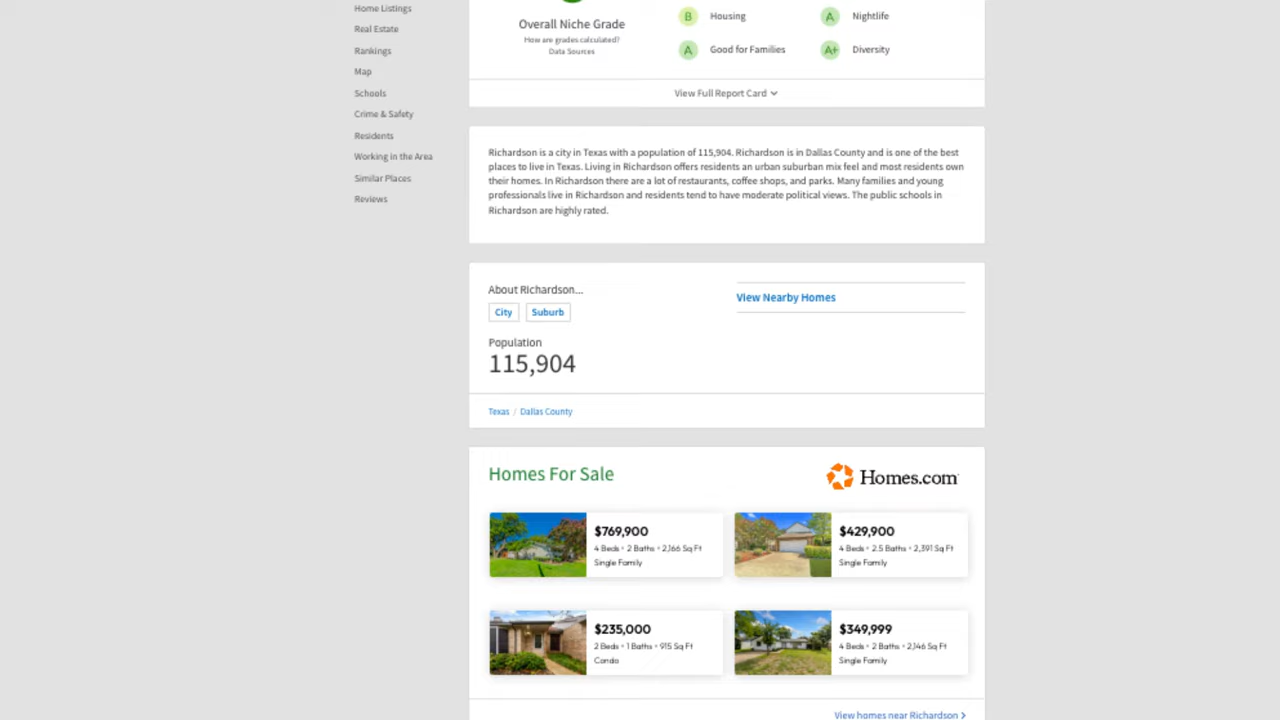 Home Listings
Real Estate
Rankings
Map
Schools
Crime & Safety
Residents
Working in the Area
Similar Places
Reviews
Overall Niche Grade
How are grades calculated?
Data Sources
B Housing
A Nightlife
A Good for Families
A+ Diversity
View Full Report Card
Richardson is a city in Texas with a population of 115,904. Richardson is in Dallas County and is one of the best
places to live in Texas. Living in Richardson offers residents an urban suburban mix feel and most residents own
their homes. In Richardson there are a lot of restaurants, coffee shops, and parks. Many families and young
professionals live in Richardson and residents tend to have moderate political views. The public schools in
Richardson are highly rated.
About Richardson...
City Suburb
Population
115,904
View Nearby Homes
Texas / Dallas County
Homes For Sale
Homes.com
$769,900
4 Beds • 2 Baths • 2,166 Sq Ft
Single Family
$429,900
4 Beds • 2.5 Baths • 2,391 Sq Ft
Single Family
$235,000
2 Beds • 1 Baths • 915 Sq Ft
Condo
$349,999
4 Beds • 2 Baths • 2,146 Sq Ft
Single Family
View homes near Richardson